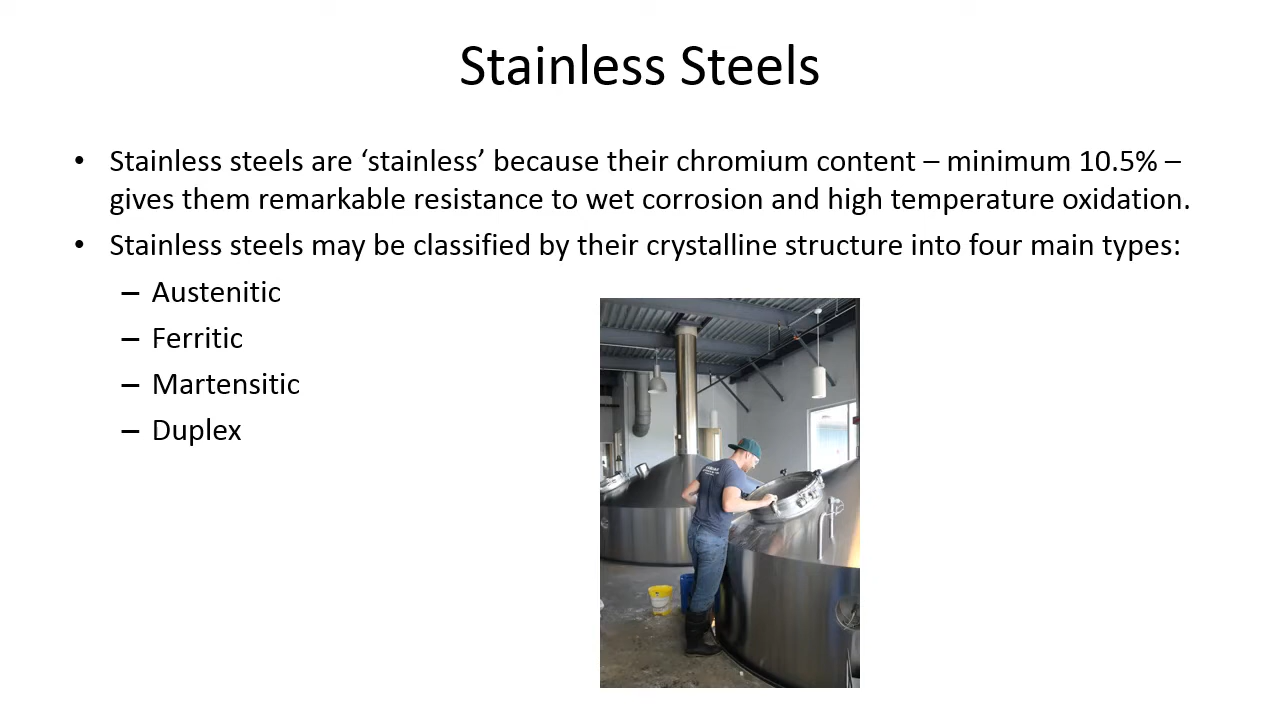 Stainless Steels
• Stainless steels are ‘stainless’ because their chromium content – minimum 10.5% –
gives them remarkable resistance to wet corrosion and high temperature oxidation.
• Stainless steels may be classified by their crystalline structure into four main types:
– Austenitic
– Ferritic
– Martensitic
– Duplex